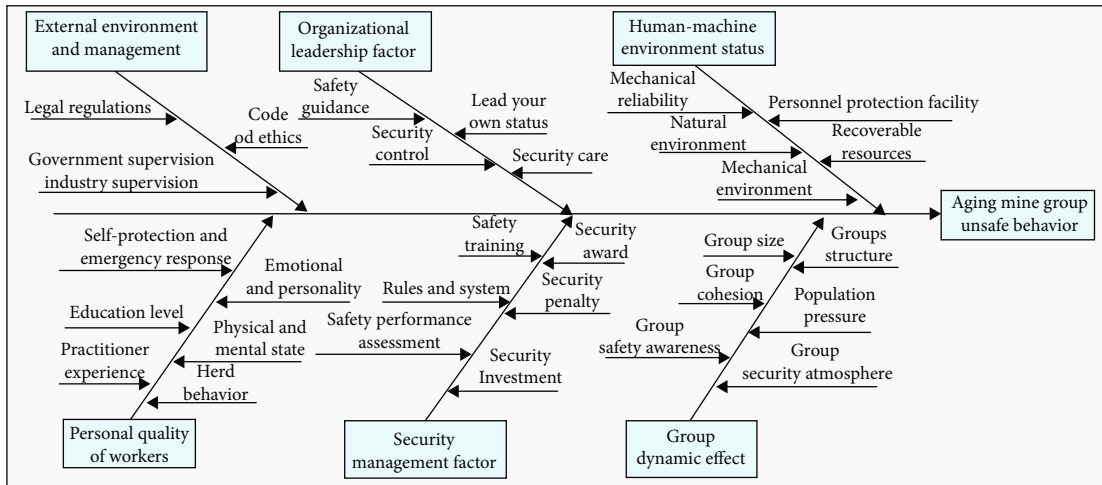 External environment
and management
Organizational
leadership factor
Human-machine
environment status
Legal regulations
Code
od ethics
Government supervision
industry supervision
Safety
guidance
Lead your
own status
Security
control
Security care
Mechanical
reliability
Personnel protection facility
Natural
environment
Recoverable
resources
Mechanical
environment
Aging mine group
unsafe behavior
Self-protection and
emergency response
Emotional
and personality
Education level
Physical and
mental state
Practitioner
experience
Herd
behavior
Personal quality
of workers
Safety
training
Security
award
Rules and system
Security
penalty
Safety performance
assessment
Security
Investment
Security
management factor
Group size
Groups
structure
Group
cohesion
Population
pressure
Group
safety awareness
Group
security atmosphere
Group
dynamic effect